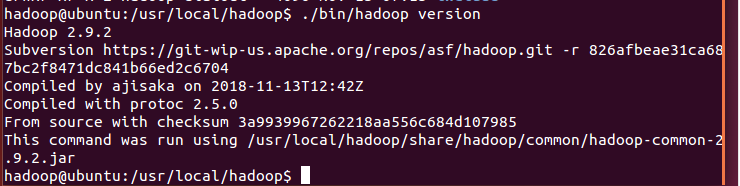 hadoop@ubuntu:/usr/local/hadoop$ ./bin/hadoop version
Hadoop 2.9.2
Subversion https://git-wip-us.apache.org/repos/asf/hadoop.git -r 826afbeae31ca68
7bc2f8471dc841b66ed2c6704
Compiled by ajisaka on 2018-11-13T12:42Z
Compiled with protoc 2.5.0
From source with checksum 3a9939967262218aa556c684d107985
This command was run using /usr/local/hadoop/share/hadoop/common/hadoop-common-2
.9.2.jar
hadoop@ubuntu:/usr/local/hadoop$